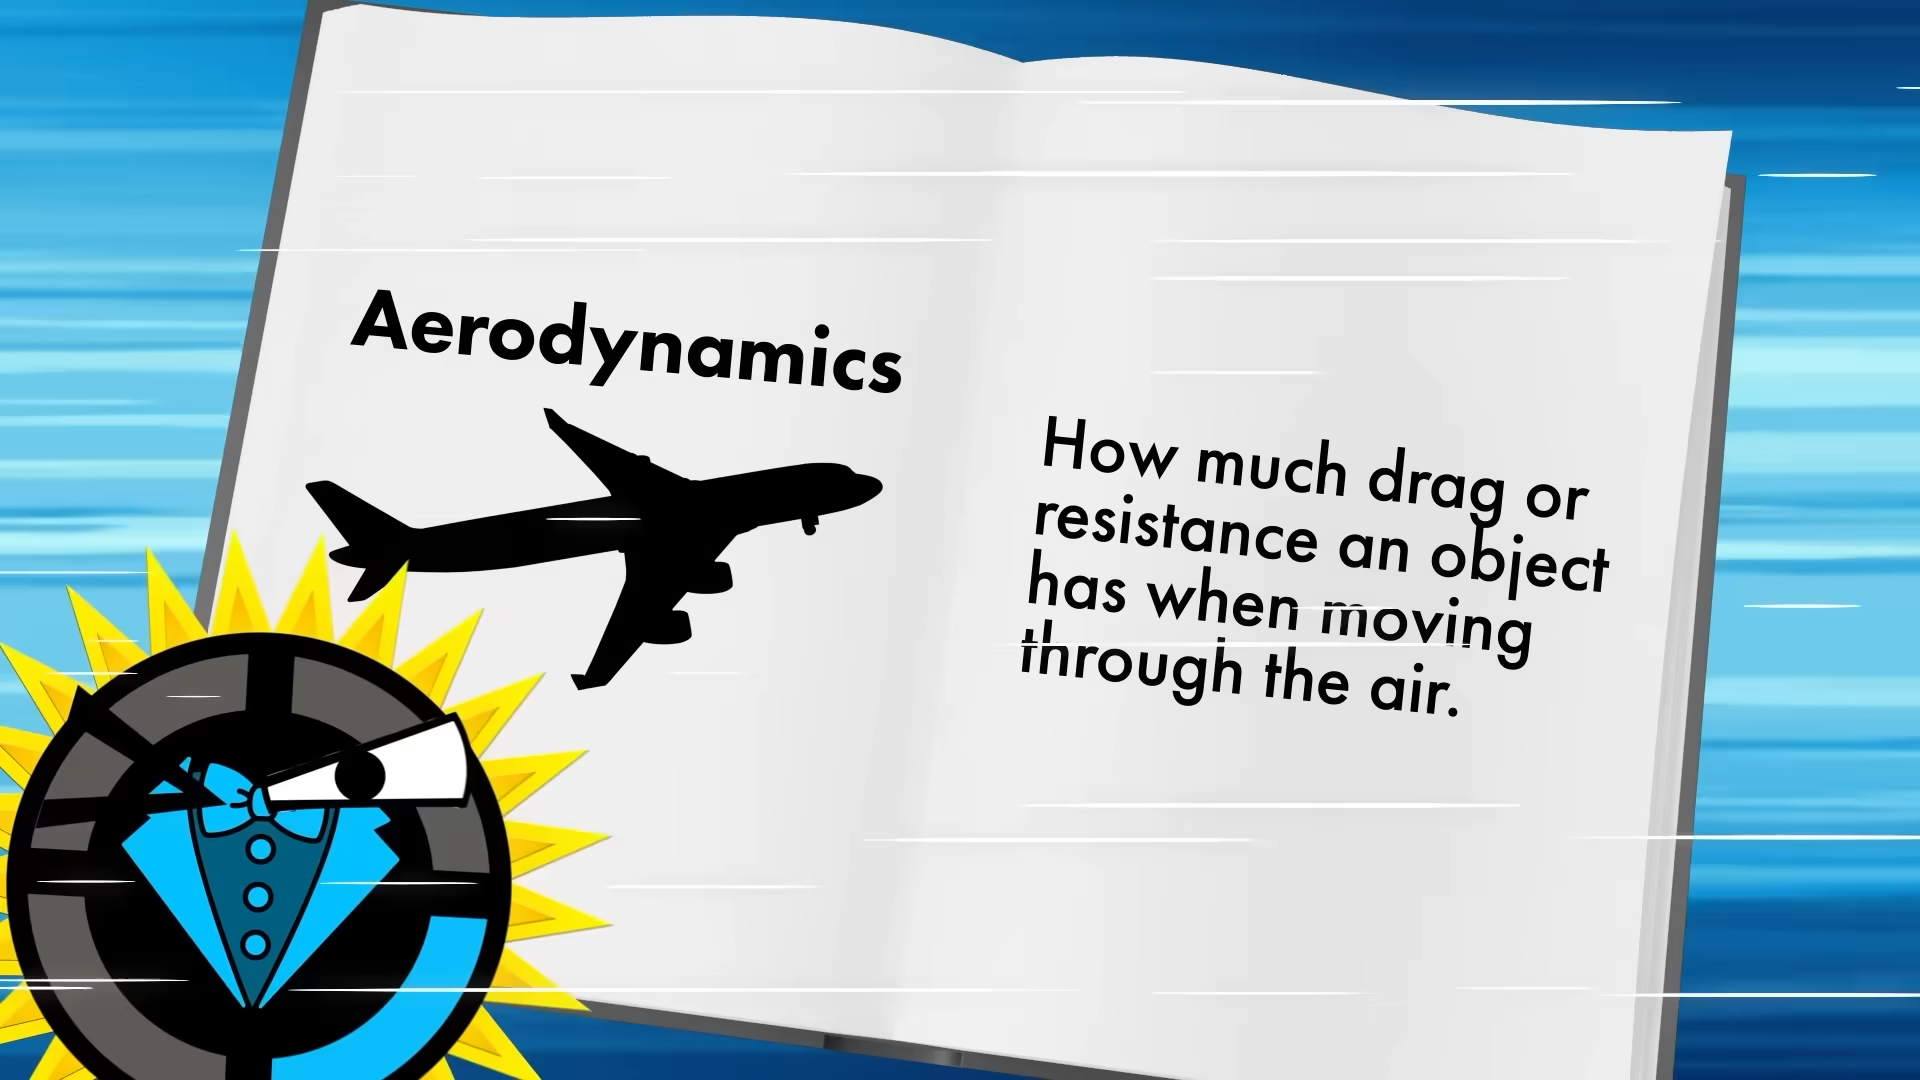 Aerodynamics
How much drag or
resistance an object
has when moving
through the air.